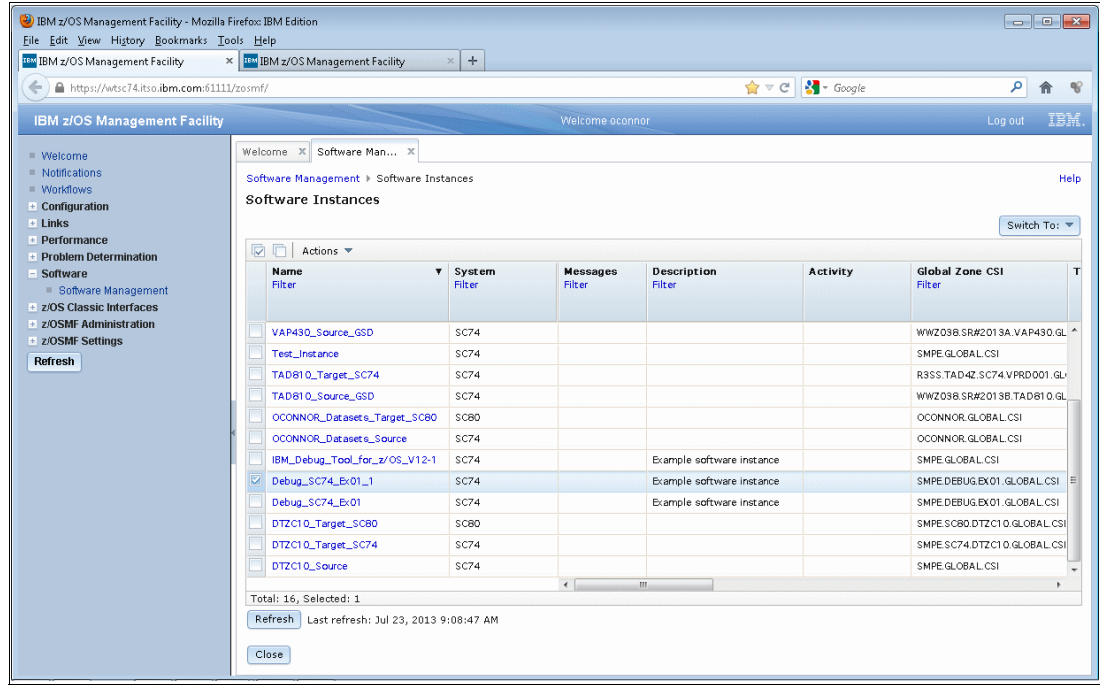 IBM z/OS Management Facility - Mozilla Firefox: IBM Edition
File Edit View History Bookmarks Tools Help
IBM IBM z/OS Management Facility × IBM IBM z/OS Management Facility × +
https://wtsc74.itso.ibm.com:61111/zosmf/ Google
IBM z/OS Management Facility Welcome oconnor Log out IBM.
Welcome
Notifications
Workflows
Configuration
Links
Performance
Problem Determination
Software
Software Management
z/OS Classic Interfaces
z/OSMF Administration
z/OSMF Settings
Refresh
Welcome × Software Man... ×
Software Management Software Instances Help
Software Instances
Switch To:
Actions
Name System Messages Description Activity Global Zone CSI T
Filter Filter Filter Filter Filter
VAP430_Source_GSD SC74 WWZ038.SR#2013A.VAP430.GL
Test_Instance SC74 SMPE.GLOBAL.CSI
TAD810_Target_SC74 SC74 R3SS.TAD4Z.SC74.VPRD001.GL
TAD810_Source_GSD SC74 WWZ038.SR#2013B.TAD810.GL
OCONNOR_Datasets_Target_SC80 SC80 OCONNOR.GLOBAL.CSI
OCONNOR_Datasets_Source SC74 OCONNOR.GLOBAL.CSI
IBM_Debug_Tool_for_z/OS_V12-1 SC74 Example software instance SMPE.GLOBAL.CSI
Debug_SC74_Ex01_1 SC74 Example software instance SMPE.DEBUG.EX01.GLOBAL.CSI
Debug_SC74_Ex01 SC74 Example software instance SMPE.DEBUG.EX01.GLOBAL.CSI
DTZC10_Target_SC80 SC80 SMPE.SC80.DTZC10.GLOBAL.CSI
DTZC10_Target_SC74 SC74 SMPE.SC74.DTZC10.GLOBAL.CSI
DTZC10_Source SC74 SMPE.GLOBAL.CSI
Total: 16, Selected: 1
Refresh Last refresh: Jul 23, 2013 9:08:47 AM
Close